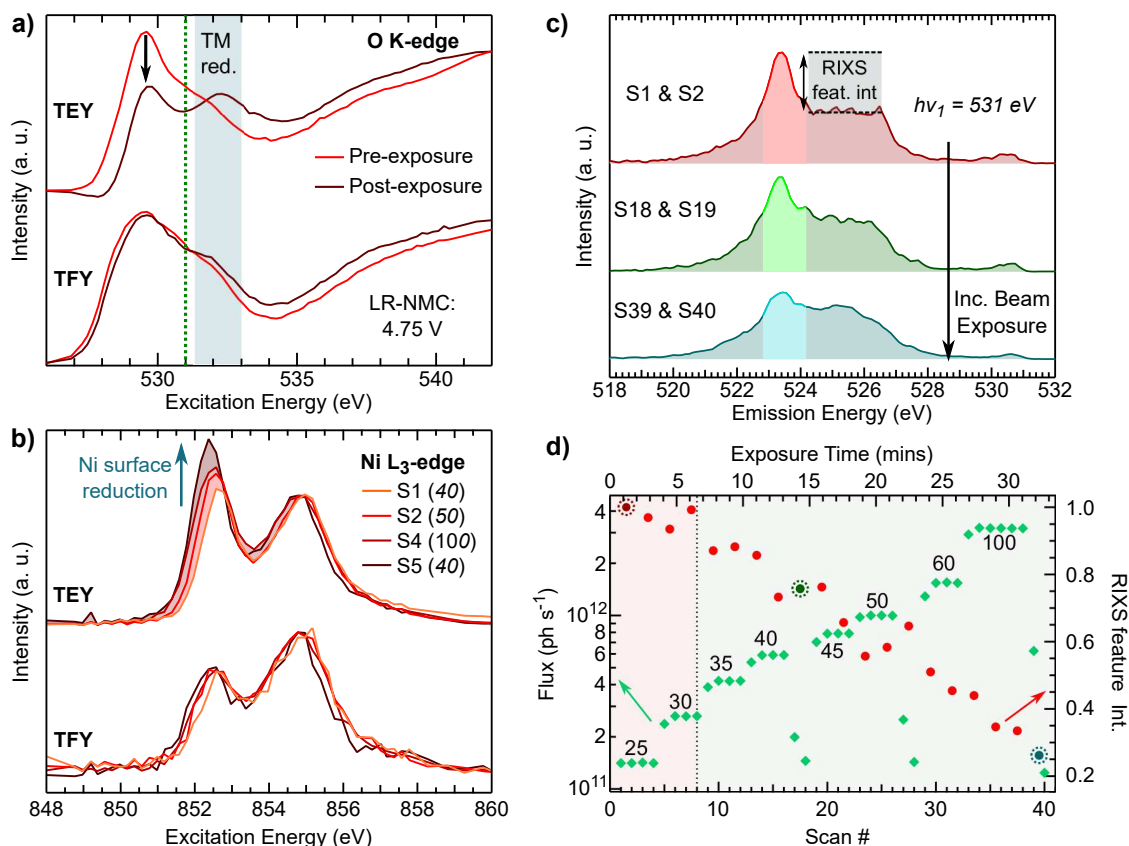 a)
O K-edge
TM
red.
TEY
Pre-exposure
Post-exposure
TFY
LR-NMC:
4.75 V
Intensity (a. u.)
530 535 540
Excitation Energy (eV)
b)
Ni L₃-edge
Ni surface
reduction
S1 (40)
S2 (50)
S4 (100)
S5 (40)
TEY
TFY
Intensity (a. u.)
848 850 852 854 856 858 860
Excitation Energy (eV)
c)
RIXS
feat. int
S1 & S2
hν₁ = 531 eV
S18 & S19
S39 & S40
Inc. Beam
Exposure
Intensity (a. u.)
518 520 522 524 526 528 530 532
Emission Energy (eV)
d)
Exposure Time (mins)
0 5 10 15 20 25 30
4
2
10¹²
8
6
4
2
10¹¹
Flux (ph s⁻¹)
25
30
35
40
45
50
60
100
1.0
0.8
0.6
0.4
0.2
RIXS feature Int.
0 10 20 30 40
Scan #